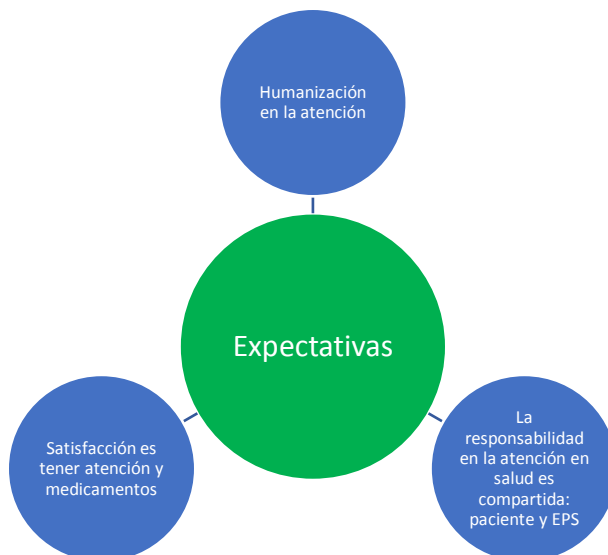 Humanización
en la atención
Expectativas
Satisfacción es
tener atención y
medicamentos
La
responsabilidad
en la atención en
salud es
compartida:
paciente y EPS